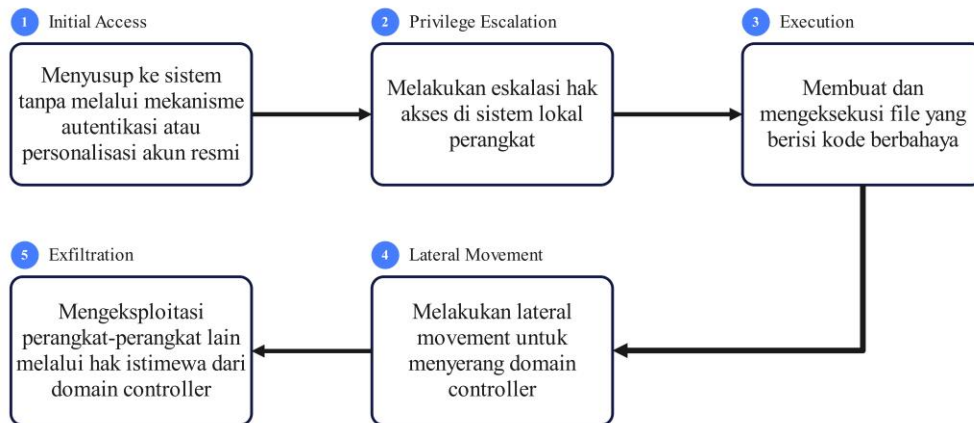 1 Initial Access
Menyusup ke sistem
tanpa melalui mekanisme
autentikasi atau
personalisasi akun resmi
2 Privilege Escalation
Melakukan eskalasi hak
akses di sistem lokal
perangkat
3 Execution
Membuat dan
mengeksekusi file yang
berisi kode berbahaya
4 Lateral Movement
Melakukan lateral
movement untuk
menyerang domain
controller
5 Exfiltration
Mengeksploitasi
perangkat-perangkat lain
melalui hak istimewa dari
domain controller